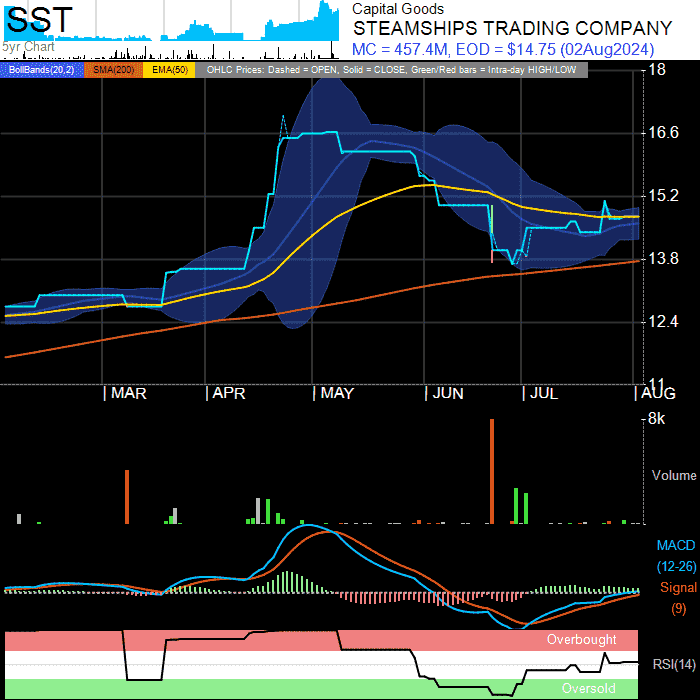 SST
5yr Chart
Capital Goods
STEAMSHIPS TRADING COMPANY
MC = 457.4M, EOD = $14.75 (02Aug2024)
BollBands(20,2) SMA(200) EMA(50) OHLC Prices: Dashed = OPEN, Solid = CLOSE, Green/Red bars = Intra-day HIGH/LOW
18
16.6
15.2
13.8
12.4
11
MAR APR MAY JUN JUL AUG
8k
Volume
MACD
(12-26)
Signal
(9)
Overbought
RSI(14)
Oversold